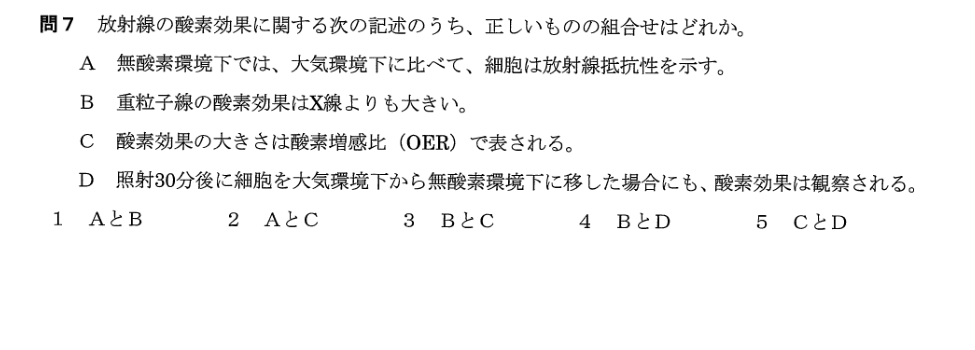 問7 放射線の酸素効果に関する次の記述のうち、正しいものの組合せはどれか。
A 無酸素環境下では、大気環境下に比べて、細胞は放射線抵抗性を示す。
B 重粒子線の酸素効果はX線よりも大きい。
C 酸素効果の大きさは酸素増感比（OER）で表される。
D 照射30分後に細胞を大気環境下から無酸素環境下に移した場合にも、酸素効果は観察される。
1 AとB 2 AとC 3 BとC 4 BとD 5 CとD